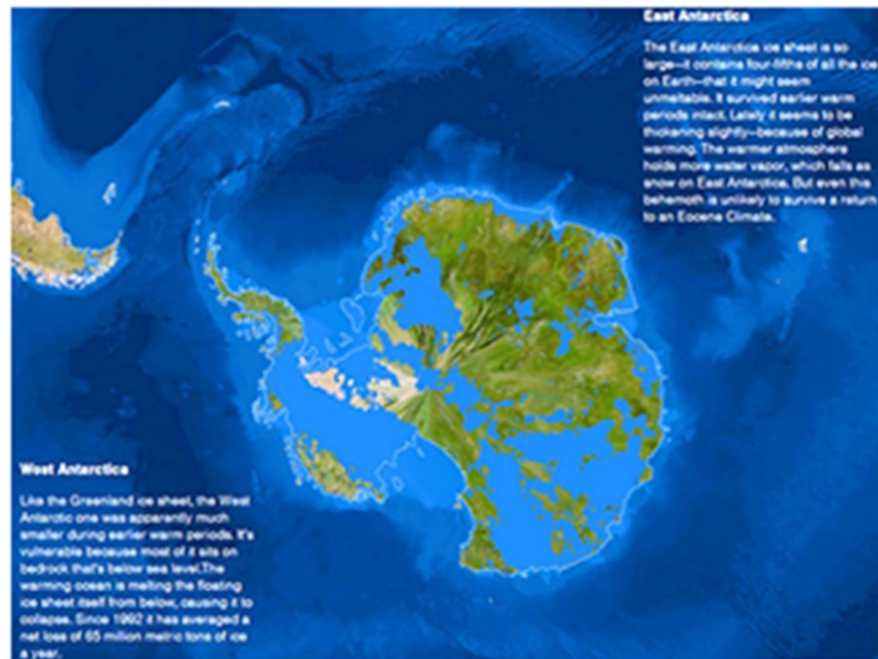 East Antarctica
The East Antarctica ice sheet is so
large—it contains four-fifths of all the ice
on Earth—that it might seem
unmeltable. It survived earlier warm
periods intact. Lately it seems to be
thickening slightly—because of global
warming. The warmer atmosphere
holds more water vapor, which falls as
snow on East Antarctica. But even this
behemoth is unlikely to survive a return
to an Eocene Climate.
West Antarctica
Like the Greenland ice sheet, the West
Antarctic one was apparently much
smaller during earlier warm periods. It's
vulnerable because most of it sits on
bedrock that's below sea level.The
warming ocean is melting the floating
ice sheet itself from below, causing it to
collapse. Since 1992 it has averaged a
net loss of 65 million metric tons of ice
a year.